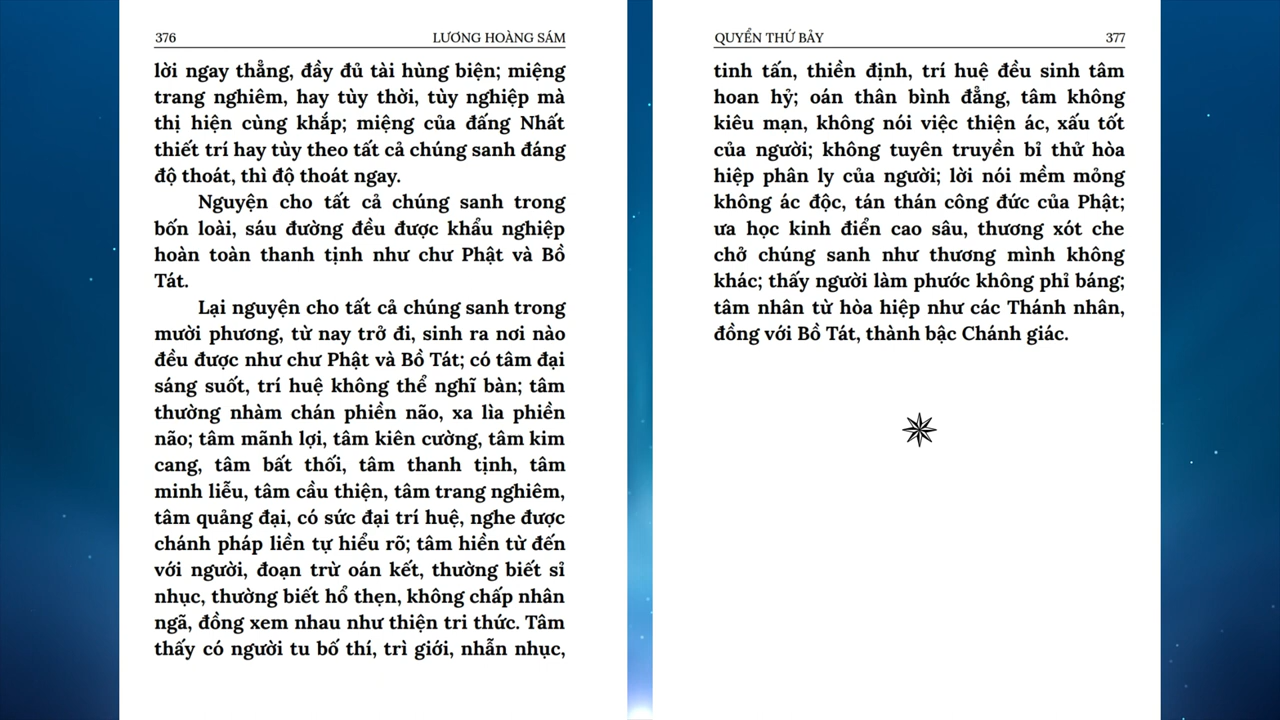 376 LƯƠNG HOÀNG SÁM
lời ngay thẳng, đầy đủ tài hùng biện; miệng
trang nghiêm, hay tùy thời, tùy nghiệp mà
thị hiện cùng khắp; miệng của đấng Nhất
thiết trí hay tùy theo tất cả chúng sanh đáng
độ thoát, thì độ thoát ngay.
Nguyện cho tất cả chúng sanh trong
bốn loài, sáu đường đều được khẩu nghiệp
hoàn toàn thanh tịnh như chư Phật và Bồ
Tát.
Lại nguyện cho tất cả chúng sanh trong
mười phương, từ nay trở đi, sinh ra nơi nào
đều được như chư Phật và Bồ Tát; có tâm đại
sáng suốt, trí huệ không thể nghĩ bàn; tâm
thường nhàm chán phiền não, xa lìa phiền
não; tâm mãnh lợi, tâm kiên cường, tâm kim
cang, tâm bất thối, tâm thanh tịnh, tâm
minh liễu, tâm cầu thiện, tâm trang nghiêm,
tâm quảng đại, có sức đại trí huệ, nghe được
chánh pháp liền tự hiểu rõ; tâm hiền từ đến
với người, đoạn trừ oán kết, thường biết sỉ
nhục, thường biết hổ thẹn, không chấp nhân
ngã, đồng xem nhau như thiện tri thức. Tâm
thấy có người tu bố thí, trì giới, nhẫn nhục,
QUYỂN THỨ BẢY 377
tinh tấn, thiền định, trí huệ đều sinh tâm
hoan hỷ; oán thân bình đẳng, tâm không
kiêu mạn, không nói việc thiện ác, xấu tốt
của người; không tuyên truyền bỉ thử hòa
hiệp phân ly của người; lời nói mềm mỏng
không ác độc, tán thán công đức của Phật;
ưa học kinh điển cao sâu, thương xót che
chở chúng sanh như thương mình không
khác; thấy người làm phước không phỉ báng;
tâm nhân từ hòa hiệp như các Thánh nhân,
đồng với Bồ Tát, thành bậc Chánh giác.